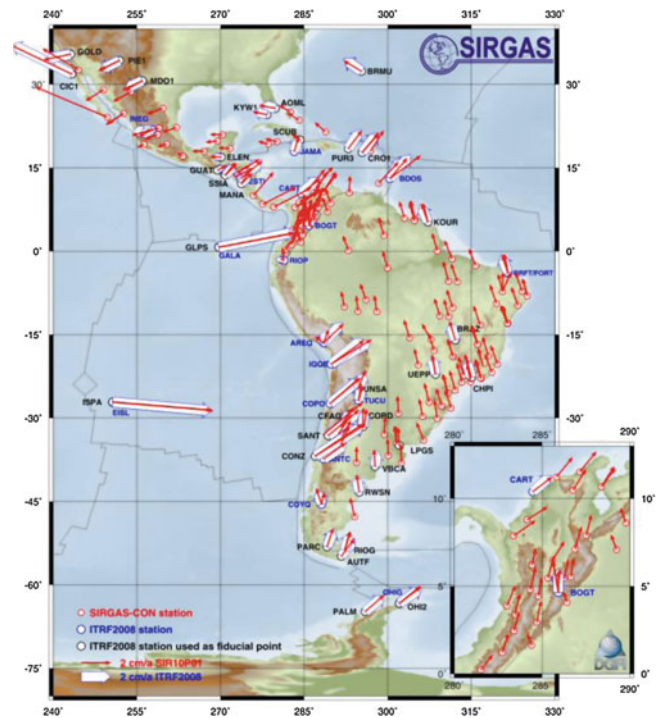 240° 255° 270° 285° 300° 315° 330°
SIRGAS
GOLD
PIE1
BRMU
30° 30°
CIC1
MDO1
KYW1 AOML
INEG
SCUB
JAMA
PUR3 CRO1
15° 15°
ELEN
GUAT
SSIA ESTI
CART
BDOS
MANA
KOUR
BOGT
0° 0°
GLPS
GALA
RIOP
BRFT/FORT
-15° -15°
AREQ
BRAZ
IQQE
UEPP
UNSA
CHPI
ISPA
EISL
COPO
TUCU
-30° -30°
CFAG CORD
SANT
LPGS
CONZ
ANTC
VBCA
-45° -45°
COYQ
RWSN
PARC
RIOG
AUTF
-60° -60°
OHIG
PALM OHI2
-75° -75°
280° 285° 290°
CART
10° 10°
5° 5°
BOGT
0° 0°
280° 285° 290°
DGFI
SIRGAS-CON station
ITRF2008 station
ITRF2008 station used as fiducial point
2 cm/a SIR10P01
2 cm/a ITRF2008
240° 255° 270° 285° 300° 315° 330°